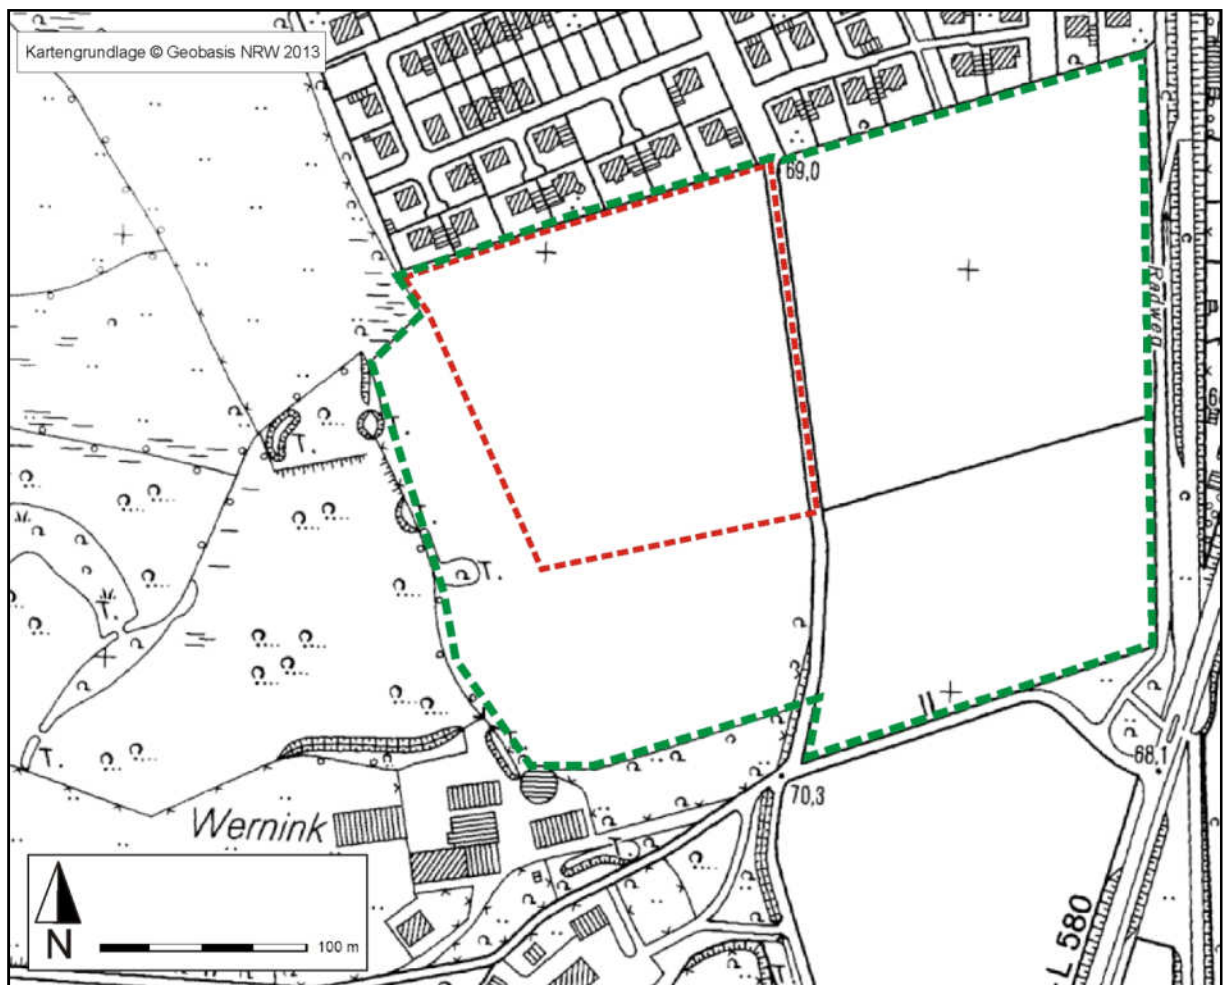 Kartengrundlage © Geobasis NRW 2013
69,0
Radweg
T.
T.
T.
T.
68,1
70,3
Wernink
T.
L 580
N
100 m